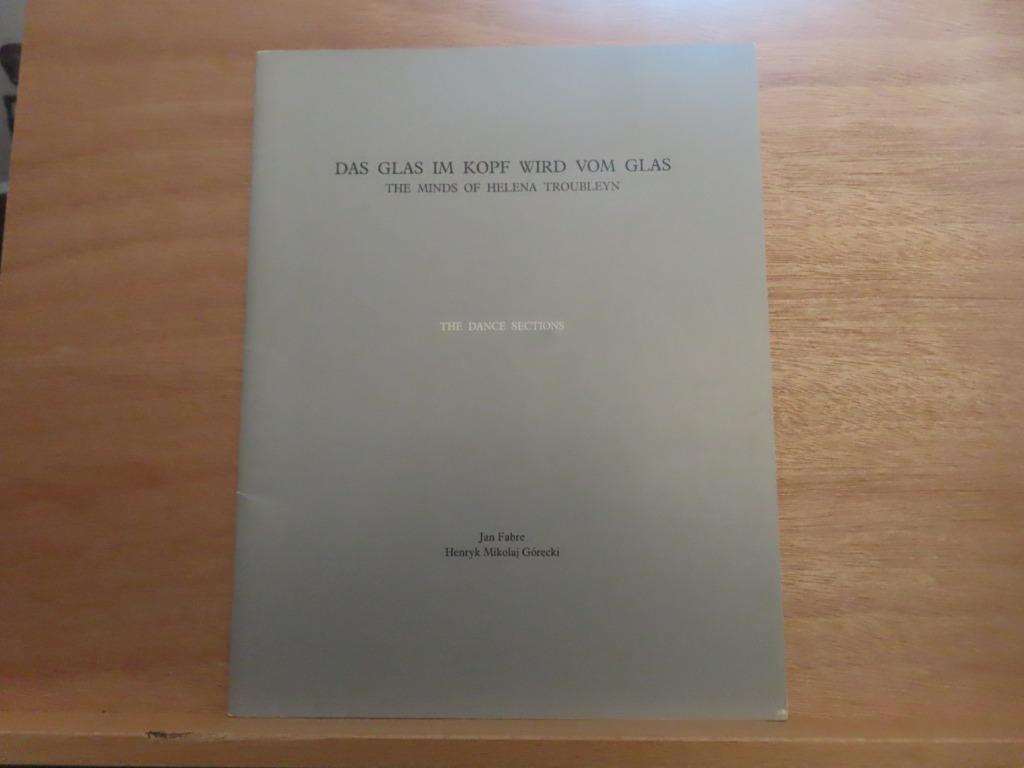 DAS GLAS IM KOPF WIRD VOM GLAS
THE MINDS OF HELENA TROUBLEYN
THE DANCE SECTIONS
Jan Fabre
Henryk Mikolaj Górecki